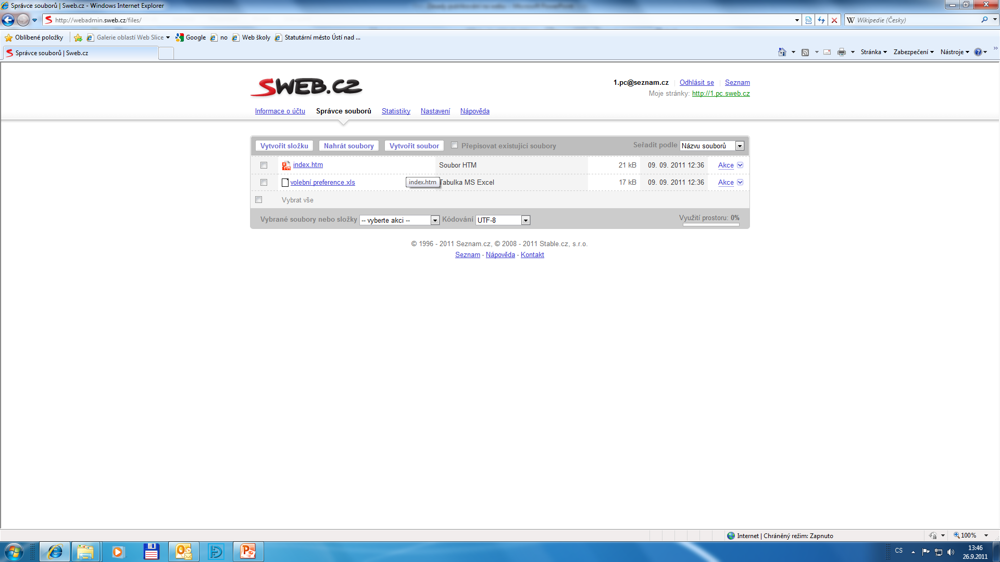 Správce souborů | Sweb.cz - Windows Internet Explorer
http://webadmin.sweb.cz/files/
Wikipedie (Česky)
Oblíbené položky
Galerie oblastí Web Slice
Google
no
Web školy
Statutární město Ústí nad ...
Správce souborů | Sweb.cz
Stránka
Zabezpečení
Nástroje
SWEB.CZ
1.pc@seznam.cz | Odhlásit se | Seznam
Moje stránky: http://1.pc.sweb.cz
Informace o účtu Správce souborů Statistiky Nastavení Nápověda
Vytvořit složku Nahrát soubory Vytvořit soubor Přepisovat existující soubory Seřadit podle Názvu souborů
index.htm Soubor HTM 21 kB 09. 09. 2011 12:36 Akce
volební preference.xls index.htm Tabulka MS Excel 17 kB 09. 09. 2011 12:36 Akce
Vybrat vše
Vybrané soubory nebo složky -- vyberte akci -- Kódování UTF-8 Využití prostoru: 0%
© 1996 - 2011 Seznam.cz, © 2008 - 2011 Stable.cz, s.r.o.
Seznam - Nápověda - Kontakt
Internet | Chráněný režim: Zapnuto
100%
CS
13:46
26.9.2011